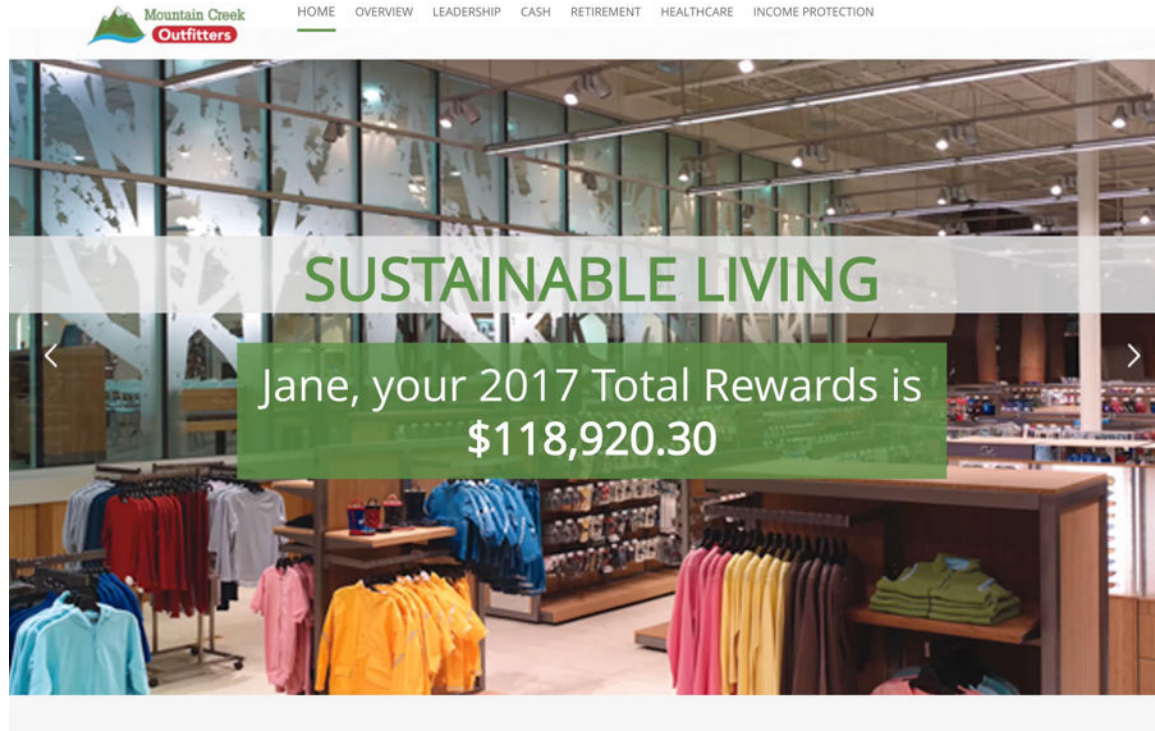 Mountain Creek
Outfitters
HOME OVERVIEW LEADERSHIP CASH RETIREMENT HEALTHCARE INCOME PROTECTION
SUSTAINABLE LIVING
Jane, your 2017 Total Rewards is
$118,920.30